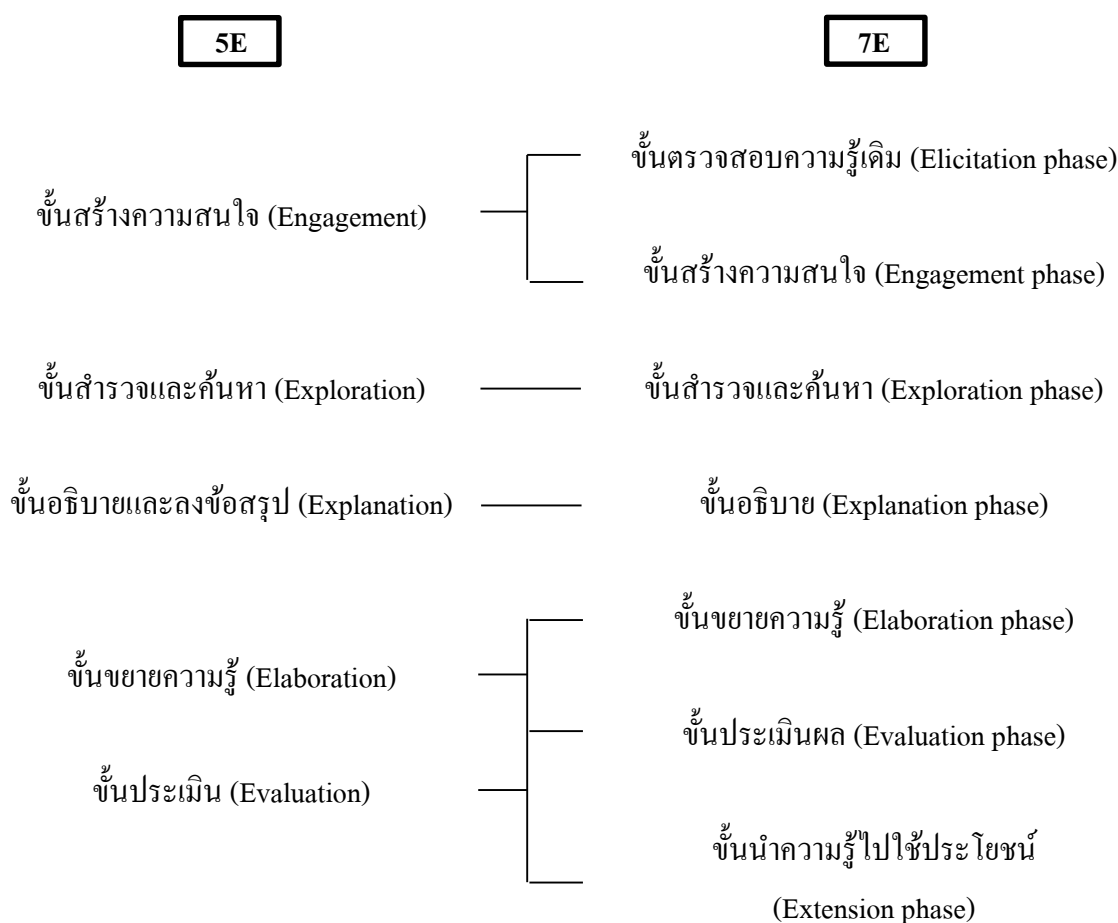 5E
7E
ขั้นตรวจสอบความรู้เดิม (Elicitation phase)
ขั้นสร้างความสนใจ (Engagement)
ขั้นสร้างความสนใจ (Engagement phase)
ขั้นสำรวจและค้นหา (Exploration)
ขั้นสำรวจและค้นหา (Exploration phase)
ขั้นอธิบายและลงข้อสรุป (Explanation)
ขั้นอธิบาย (Explanation phase)
ขั้นขยายความรู้ (Elaboration phase)
ขั้นขยายความรู้ (Elaboration)
ขั้นประเมินผล (Evaluation phase)
ขั้นประเมิน (Evaluation)
ขั้นนำความรู้ไปใช้ประโยชน์
(Extension phase)